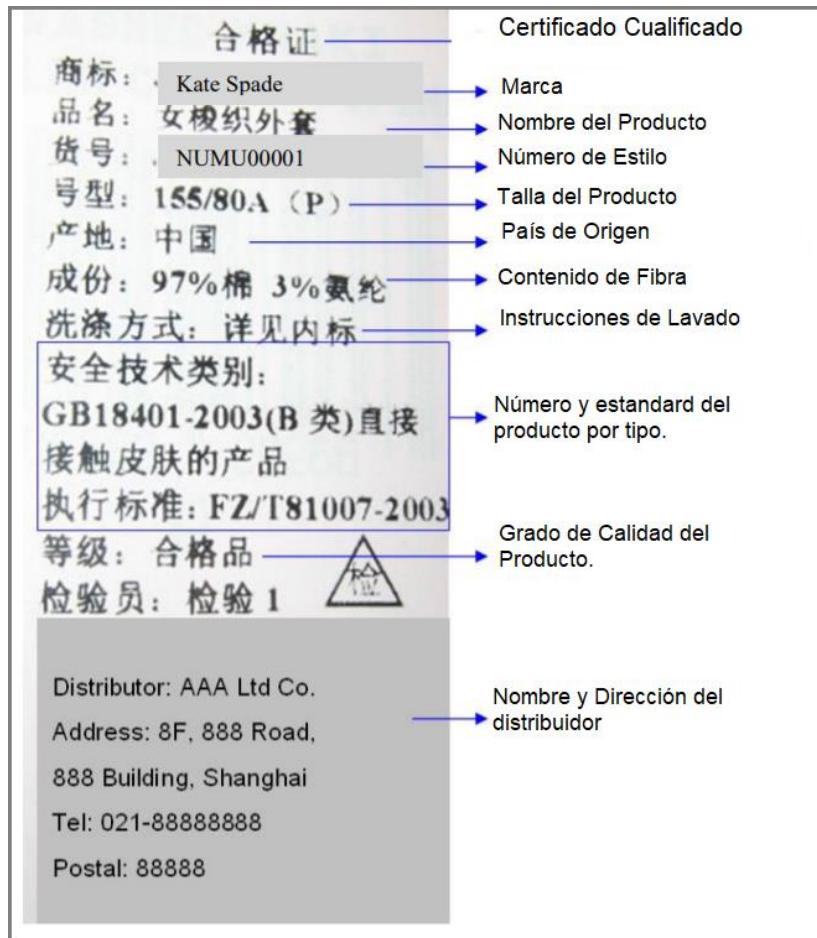 合格证
Certificado Cualificado
商标：
Kate Spade
Marca
品名： 女梭织外套
Nombre del Producto
货号：
NUMU00001
Número de Estilo
号型： 155/80A （P）
Talla del Producto
产地： 中国
País de Origen
成份： 97%棉 3%氨纶
Contenido de Fibra
洗涤方式： 详见内标
Instrucciones de Lavado
安全技术类别：
GB18401-2003(B 类)直接
接触皮肤的产品
执行标准：FZ/T81007-2003
Número y estandard del
producto por tipo.
等级： 合格品
Grado de Calidad del
Producto.
检验员： 检验 1
检
Distributor: AAA Ltd Co.
Address: 8F, 888 Road,
888 Building, Shanghai
Tel: 021-88888888
Postal: 88888
Nombre y Dirección del
distribuidor